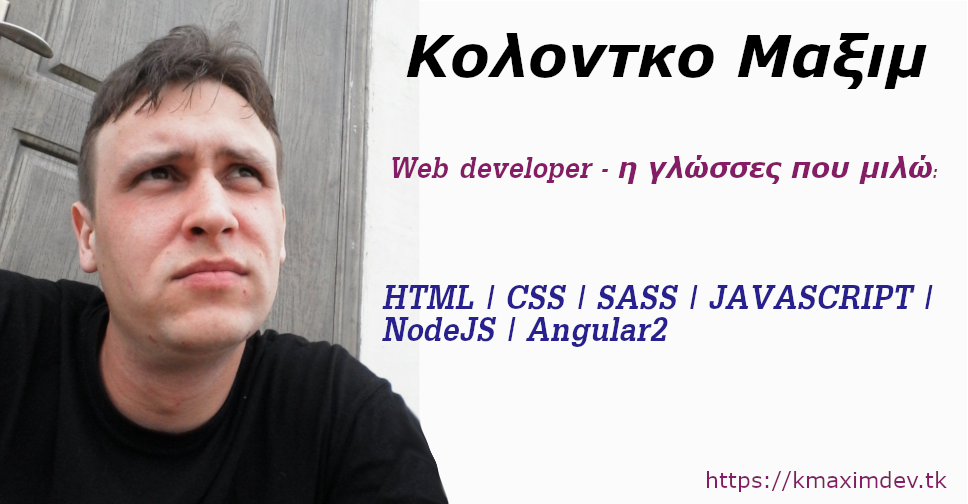 Κολοντκο Μαξιμ
Web developer - η γλώσσες που μιλώ:
HTML | CSS | SASS | JAVASCRIPT |
NodeJS | Angular2
https://kmaximdev.tk